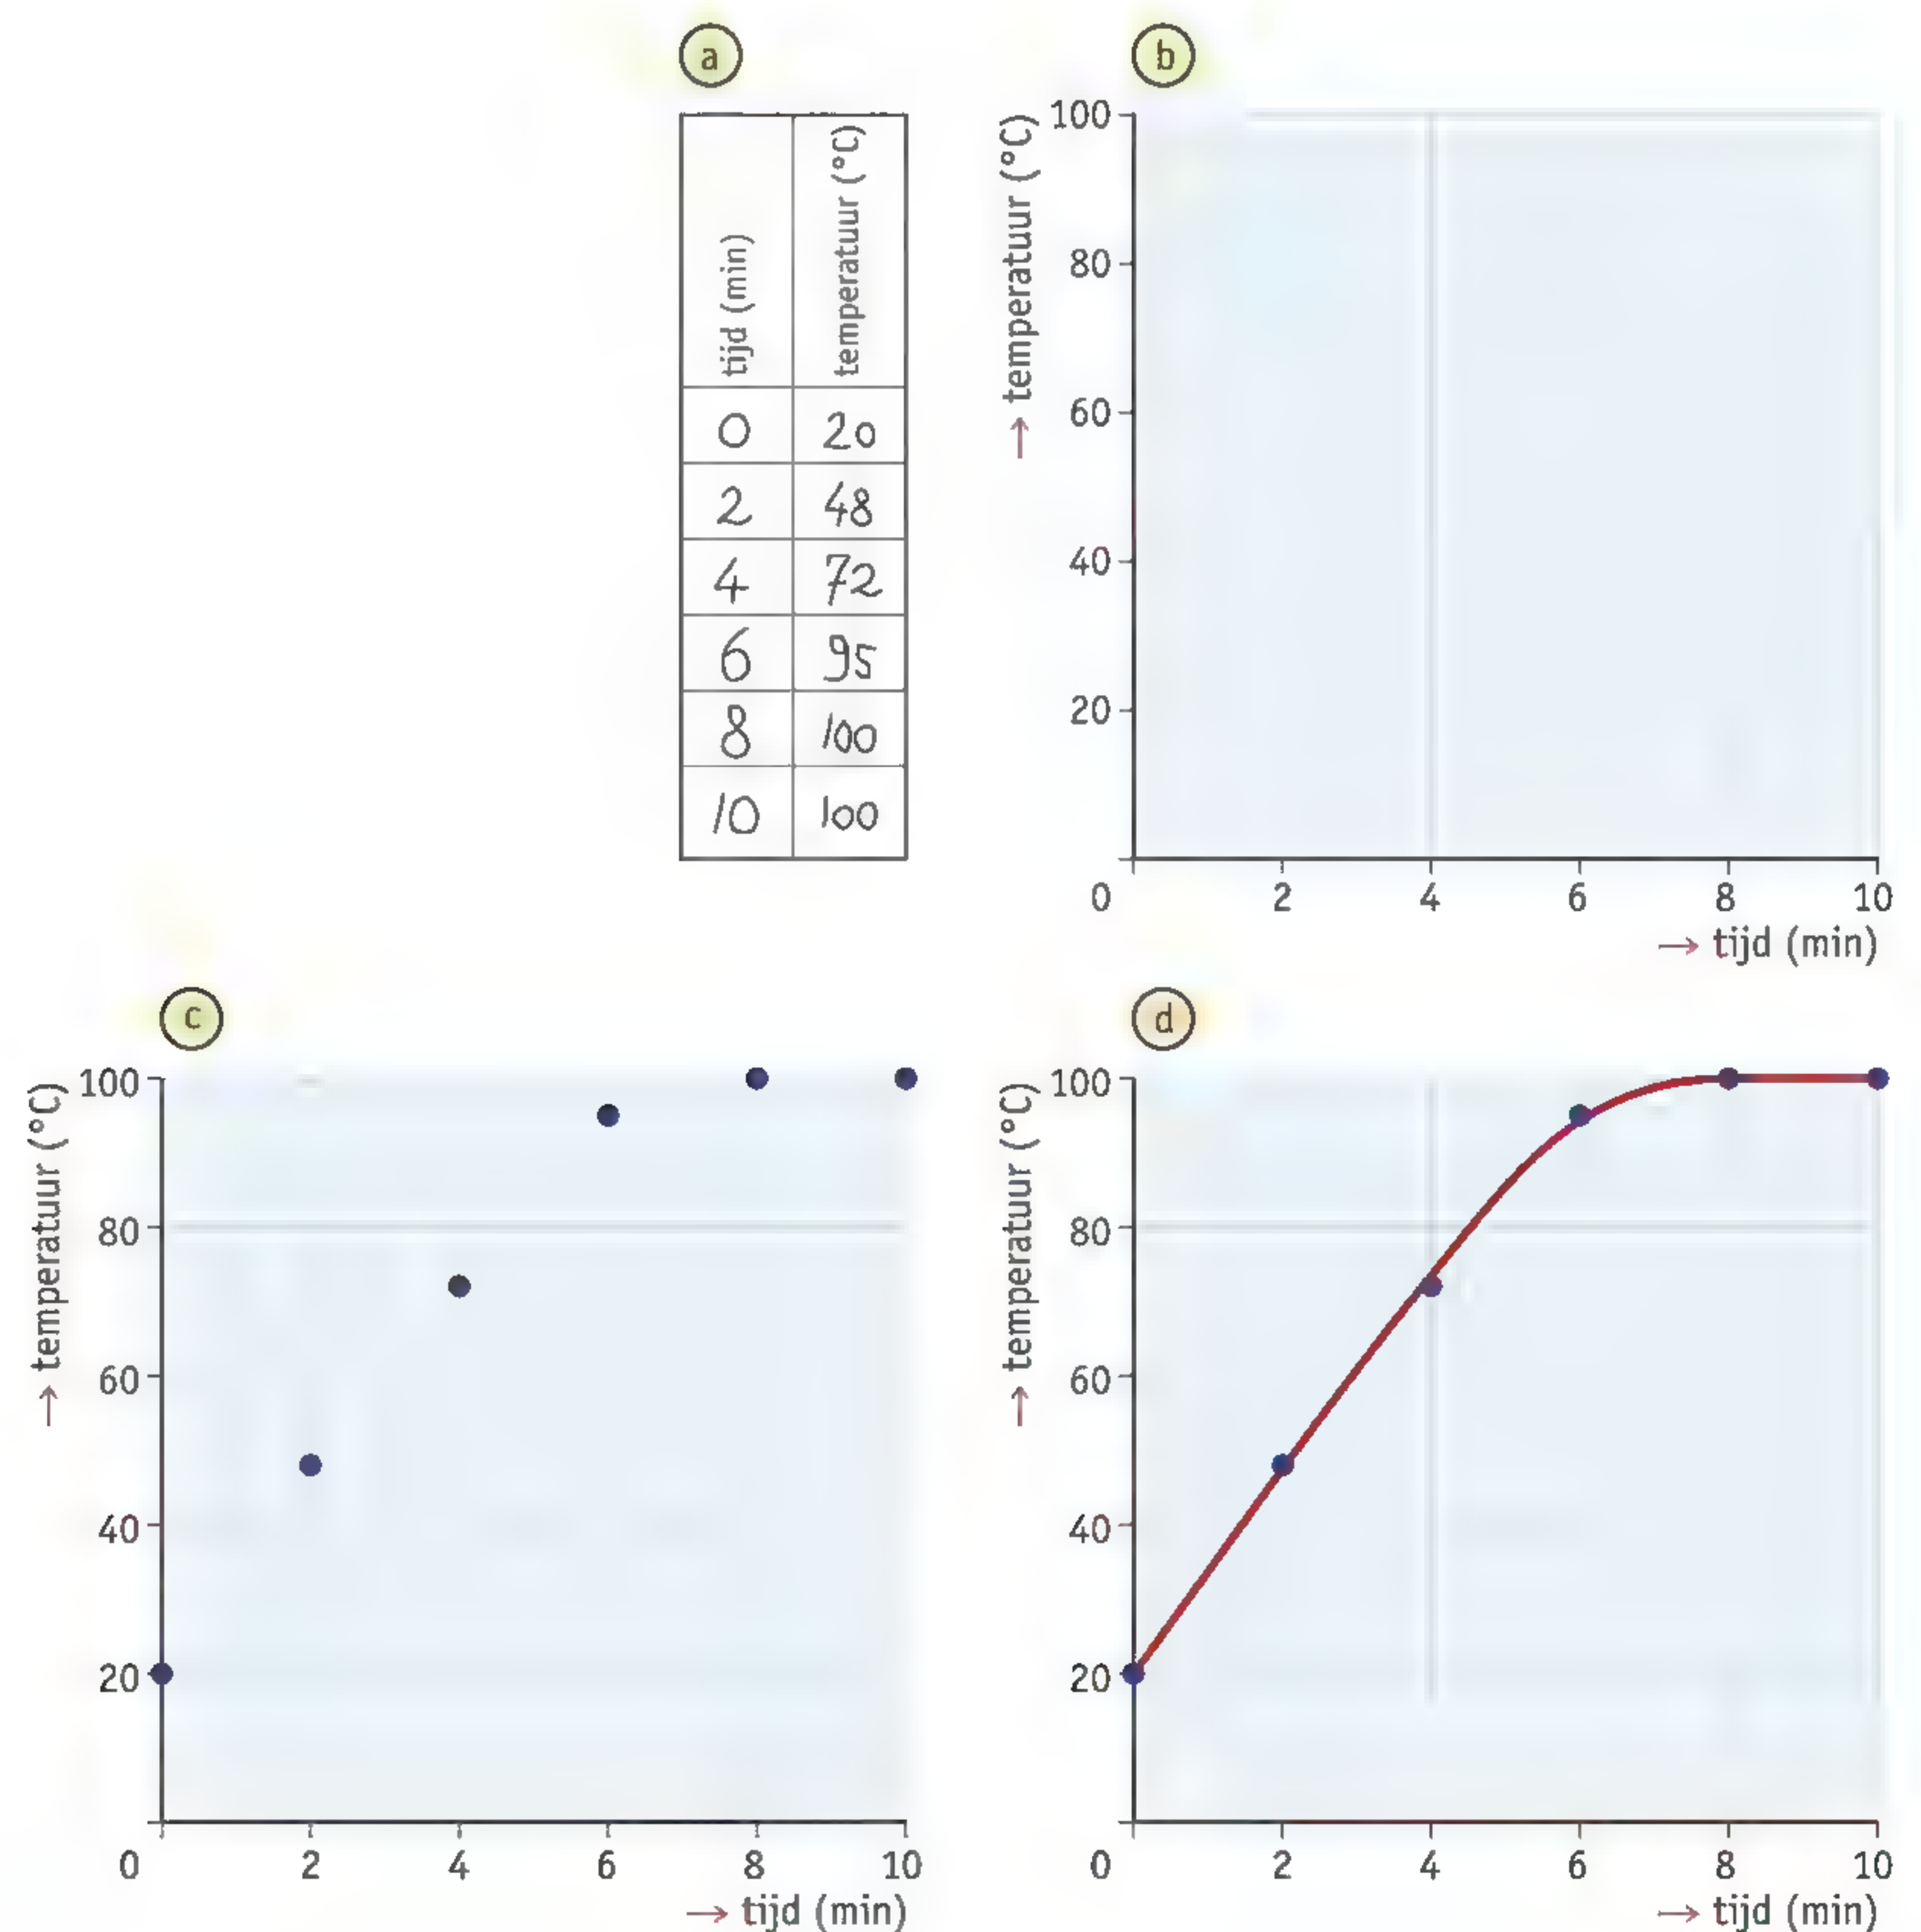 a
tijd (min) temperatuur (°C)
0 20
2 48
4 72
6 95
8 100
10 100
b
→ temperatuur (°C)
100
80
60
40
20
0 2 4 6 8 10
→ tijd (min)
c
→ temperatuur (°C)
100
80
60
40
20
0 2 4 6 8 10
→ tijd (min)
d
→ temperatuur (°C)
100
80
60
40
20
0 2 4 6 8 10
→ tijd (min)